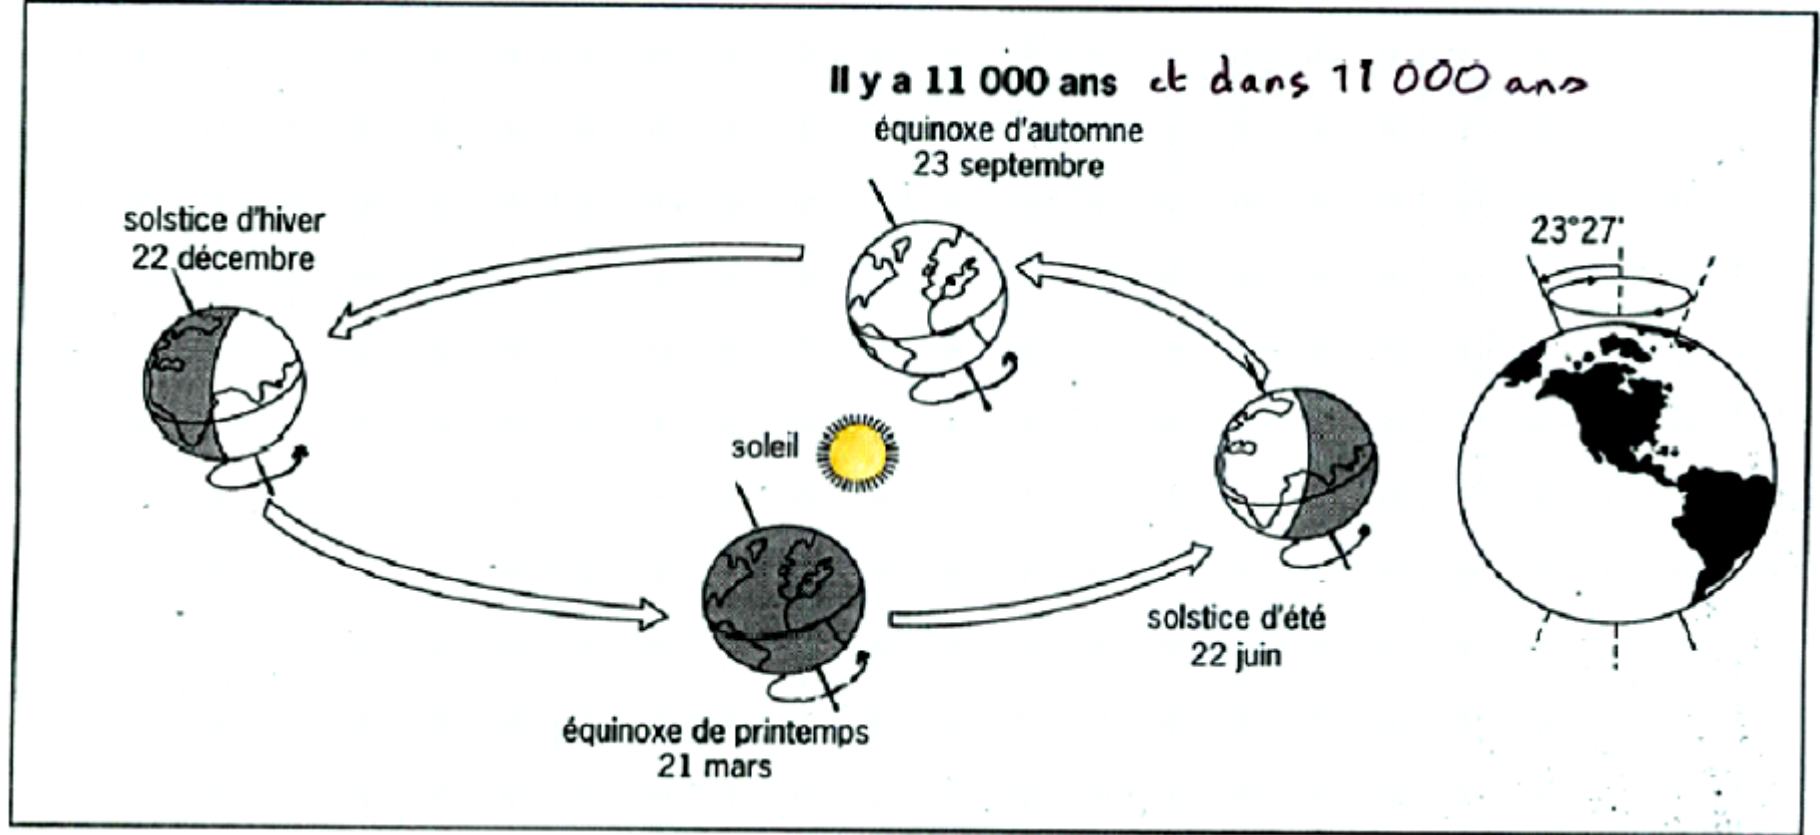 Il y a 11 000 ans et dans 11 000 ans
équinoxe d'automne
23 septembre
solstice d'hiver
22 décembre
23°27'
soleil
solstice d'été
22 juin
équinoxe de printemps
21 mars